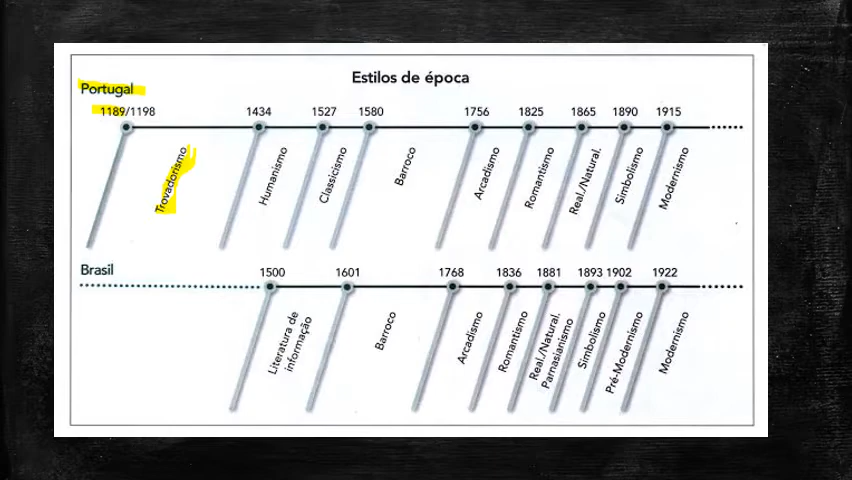 Estilos de época
Portugal
1189/1198 1434 1527 1580 1756 1825 1865 1890 1915
Trovadorismo
Humanismo
Classicismo
Barroco
Arcadismo
Romantismo
Real./Natural.
Simbolismo
Modernismo
Brasil
1500 1601 1768 1836 1881 1893 1902 1922
Literatura de
informação
Barroco
Arcadismo
Romantismo
Real./Natural.
Parnasianismo
Simbolismo
Pré-Modernismo
Modernismo